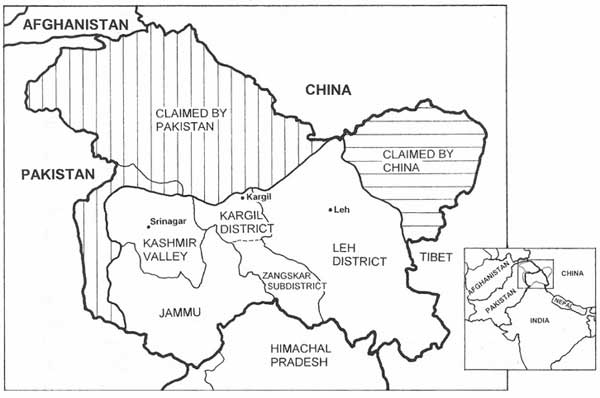 AFGHANISTAN
CHINA
CLAIMED BY
PAKISTAN
CLAIMED BY
CHINA
PAKISTAN
Kargil
Srinagar
KARGIL
DISTRICT
Leh
KASHMIR
VALLEY
LEH
DISTRICT
TIBET
ZANGSKAR
SUBDISTRICT
JAMMU
HIMACHAL
PRADESH
AFGHANISTAN
CHINA
PAKISTAN
NEPAL
INDIA